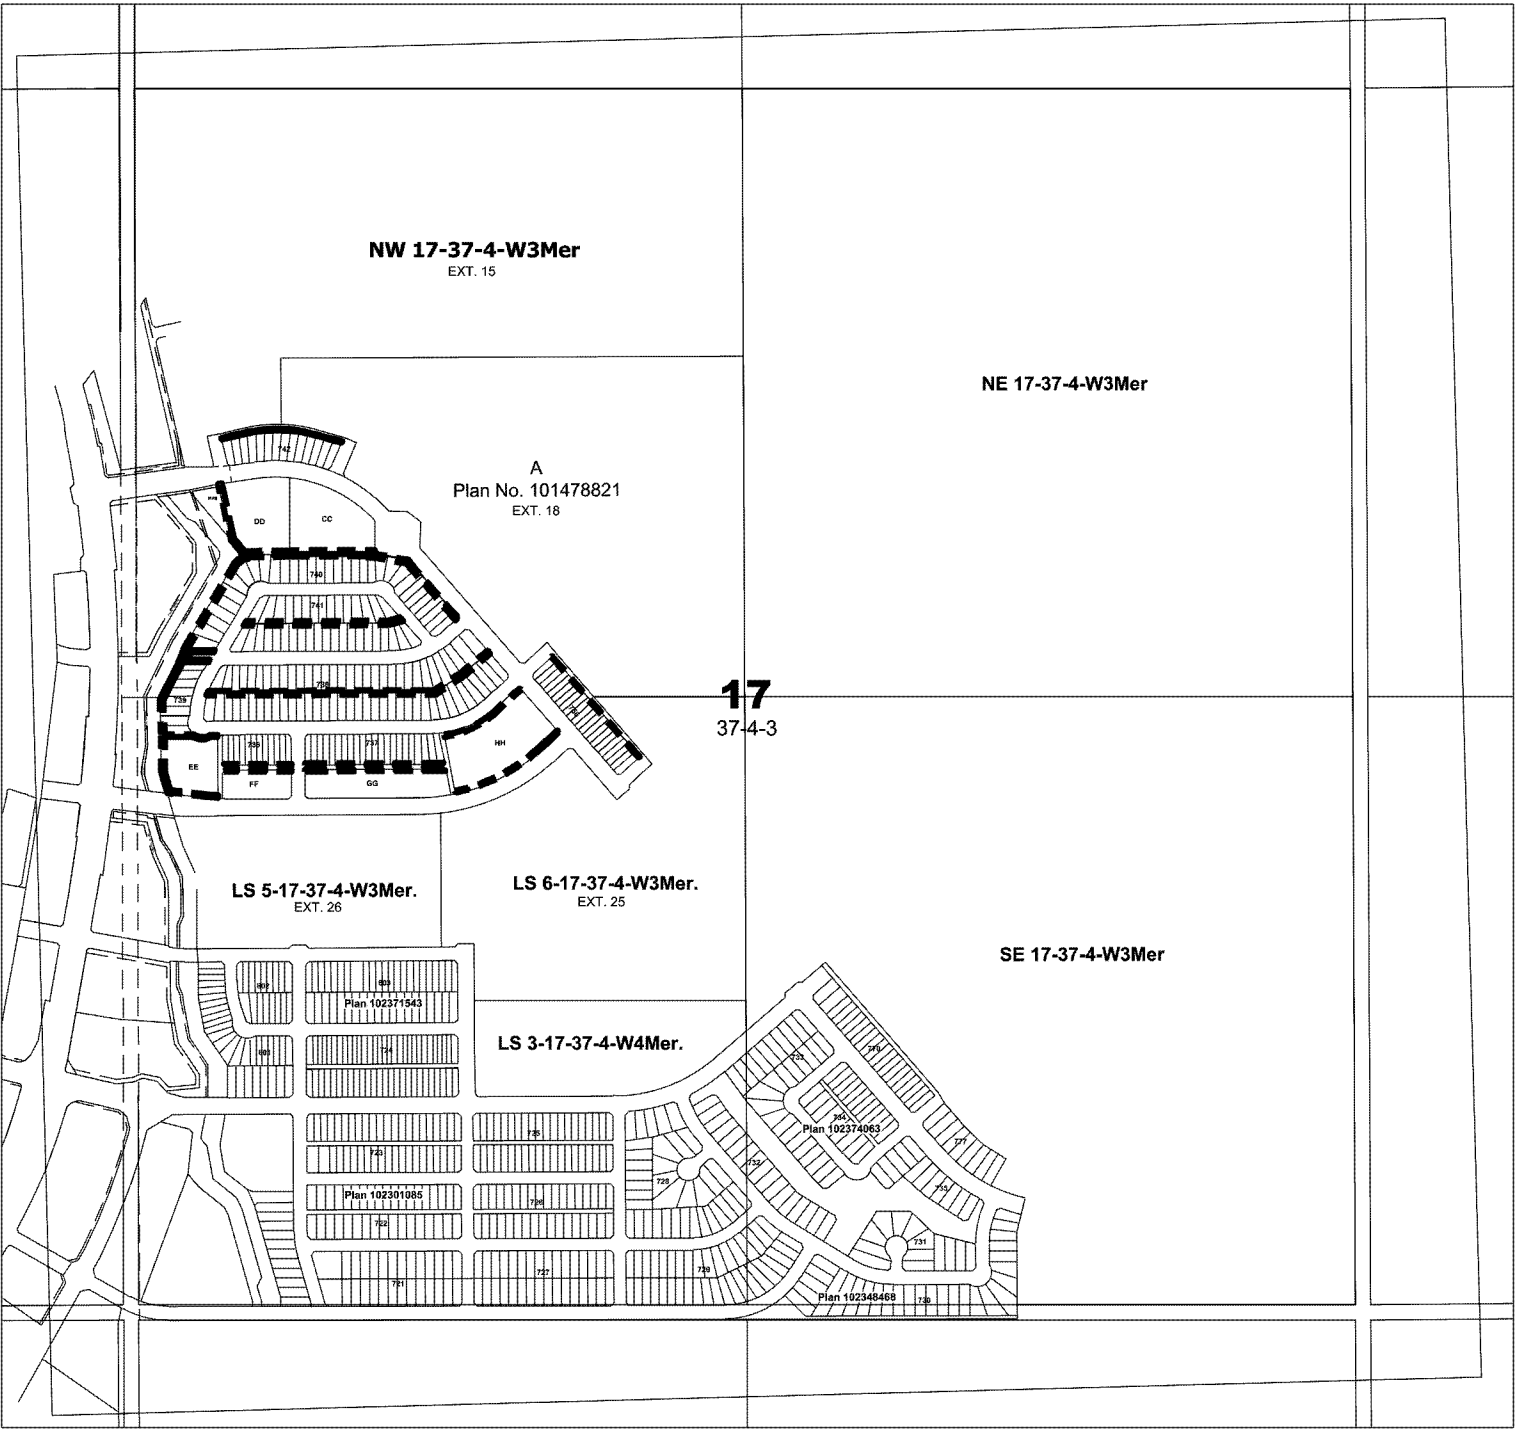 NW 17-37-4-W3Mer
EXT. 15
NE 17-37-4-W3Mer
742
A
Plan No. 101478821
EXT. 18
DD
CC
740
741
738
739
17
37-4-3
736
737
HH
EE
FF
GG
LS 5-17-37-4-W3Mer.
EXT. 26
LS 6-17-37-4-W3Mer.
EXT. 25
SE 17-37-4-W3Mer
802
803
Plan 102371543
LS 3-17-37-4-W4Mer.
801
724
733
770
734
Plan 102374063
725
723
777
732
728
735
Plan 102301085
726
722
731
721
727
729
Plan 102348468
730